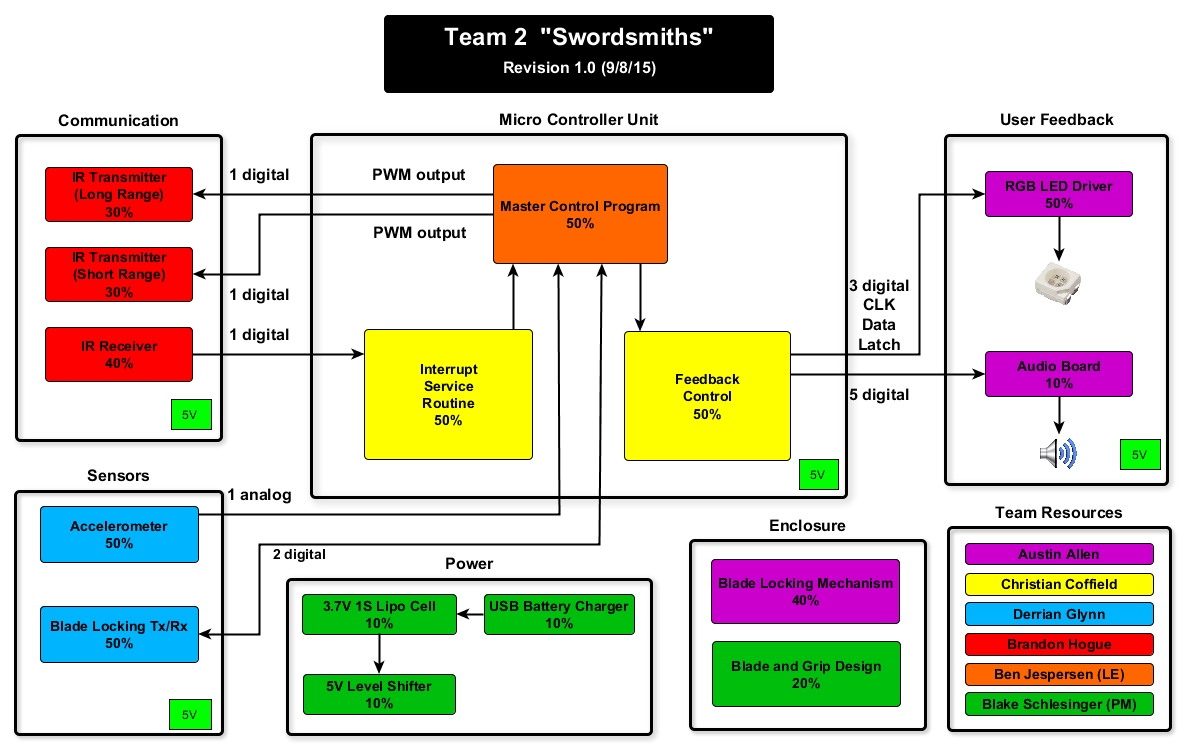 Team 2 "Swordsmiths"
Revision 1.0 (9/8/15)
Communication
IR Transmitter
(Long Range)
30%
IR Transmitter
(Short Range)
30%
IR Receiver
40%
5V
1 digital
1 digital
1 digital
Micro Controller Unit
PWM output
PWM output
Master Control Program
50%
Interrupt
Service
Routine
50%
Feedback
Control
50%
5V
3 digital
CLK
Data
Latch
5 digital
User Feedback
RGB LED Driver
50%
Audio Board
10%
5V
Sensors
Accelerometer
50%
Blade Locking Tx/Rx
50%
5V
1 analog
2 digital
Power
3.7V 1S Lipo Cell
10%
USB Battery Charger
10%
5V Level Shifter
10%
Enclosure
Blade Locking Mechanism
40%
Blade and Grip Design
20%
Team Resources
Austin Allen
Christian Coffield
Derrian Glynn
Brandon Hogue
Ben Jespersen (LE)
Blake Schlesinger (PM)